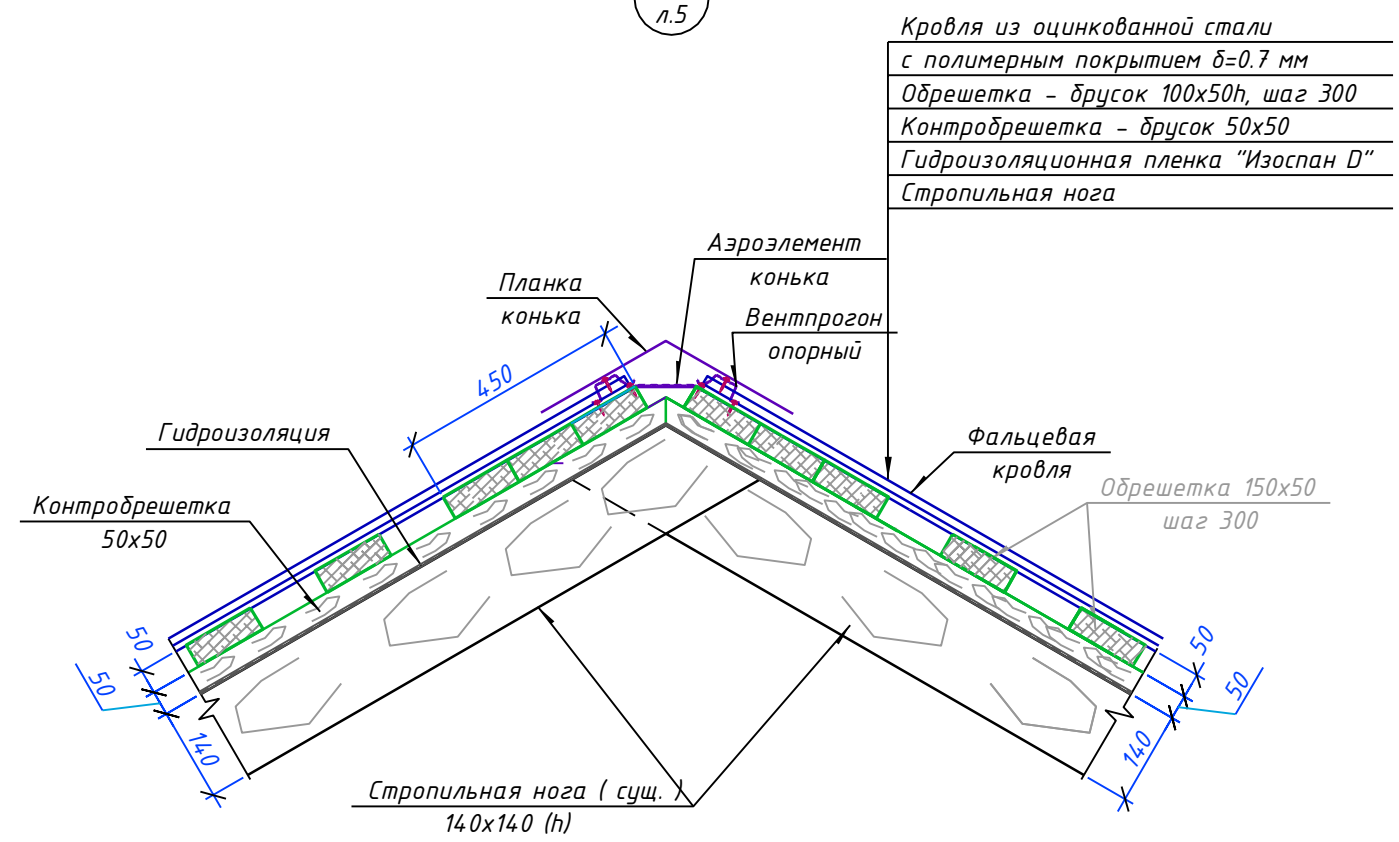 л.5
Кровля из оцинкованной стали
с полимерным покрытием δ=0.7 мм
Обрешетка - брусок 100х50h, шаг 300
Контробрешетка - брусок 50х50
Гидроизоляционная пленка "Изоспан D"
Стропильная нога
Аэроэлемент
конька
Планка
конька
Вентпрогон
опорный
450
Гидроизоляция
Фальцевая
кровля
Контробрешетка
50х50
Обрешетка 150х50
шаг 300
50
50
140
50
50
140
Стропильная нога ( сущ. )
140х140 (h)